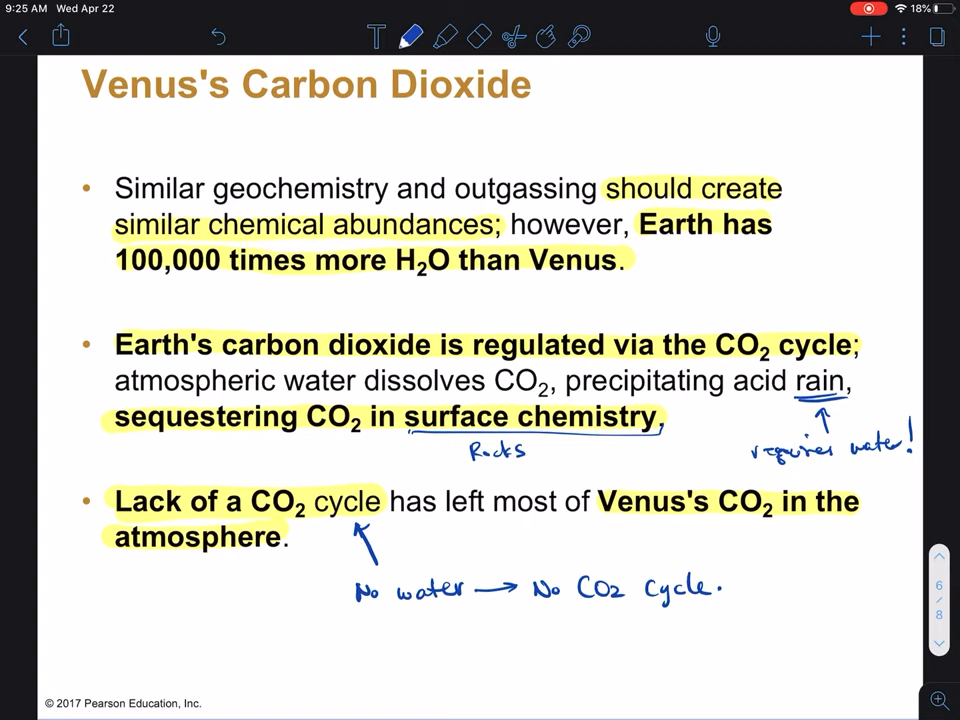 9:25 AM Wed Apr 22
18%
Venus's Carbon Dioxide
• Similar geochemistry and outgassing should create
similar chemical abundances; however, Earth has
100,000 times more H₂O than Venus.
• Earth's carbon dioxide is regulated via the CO₂ cycle;
atmospheric water dissolves CO₂, precipitating acid rain,
sequestering CO₂ in surface chemistry.
Rocks
requires water!
• Lack of a CO₂ cycle has left most of Venus's CO₂ in the
atmosphere.
No water → No CO2 cycle.
6
/
8
© 2017 Pearson Education, Inc.